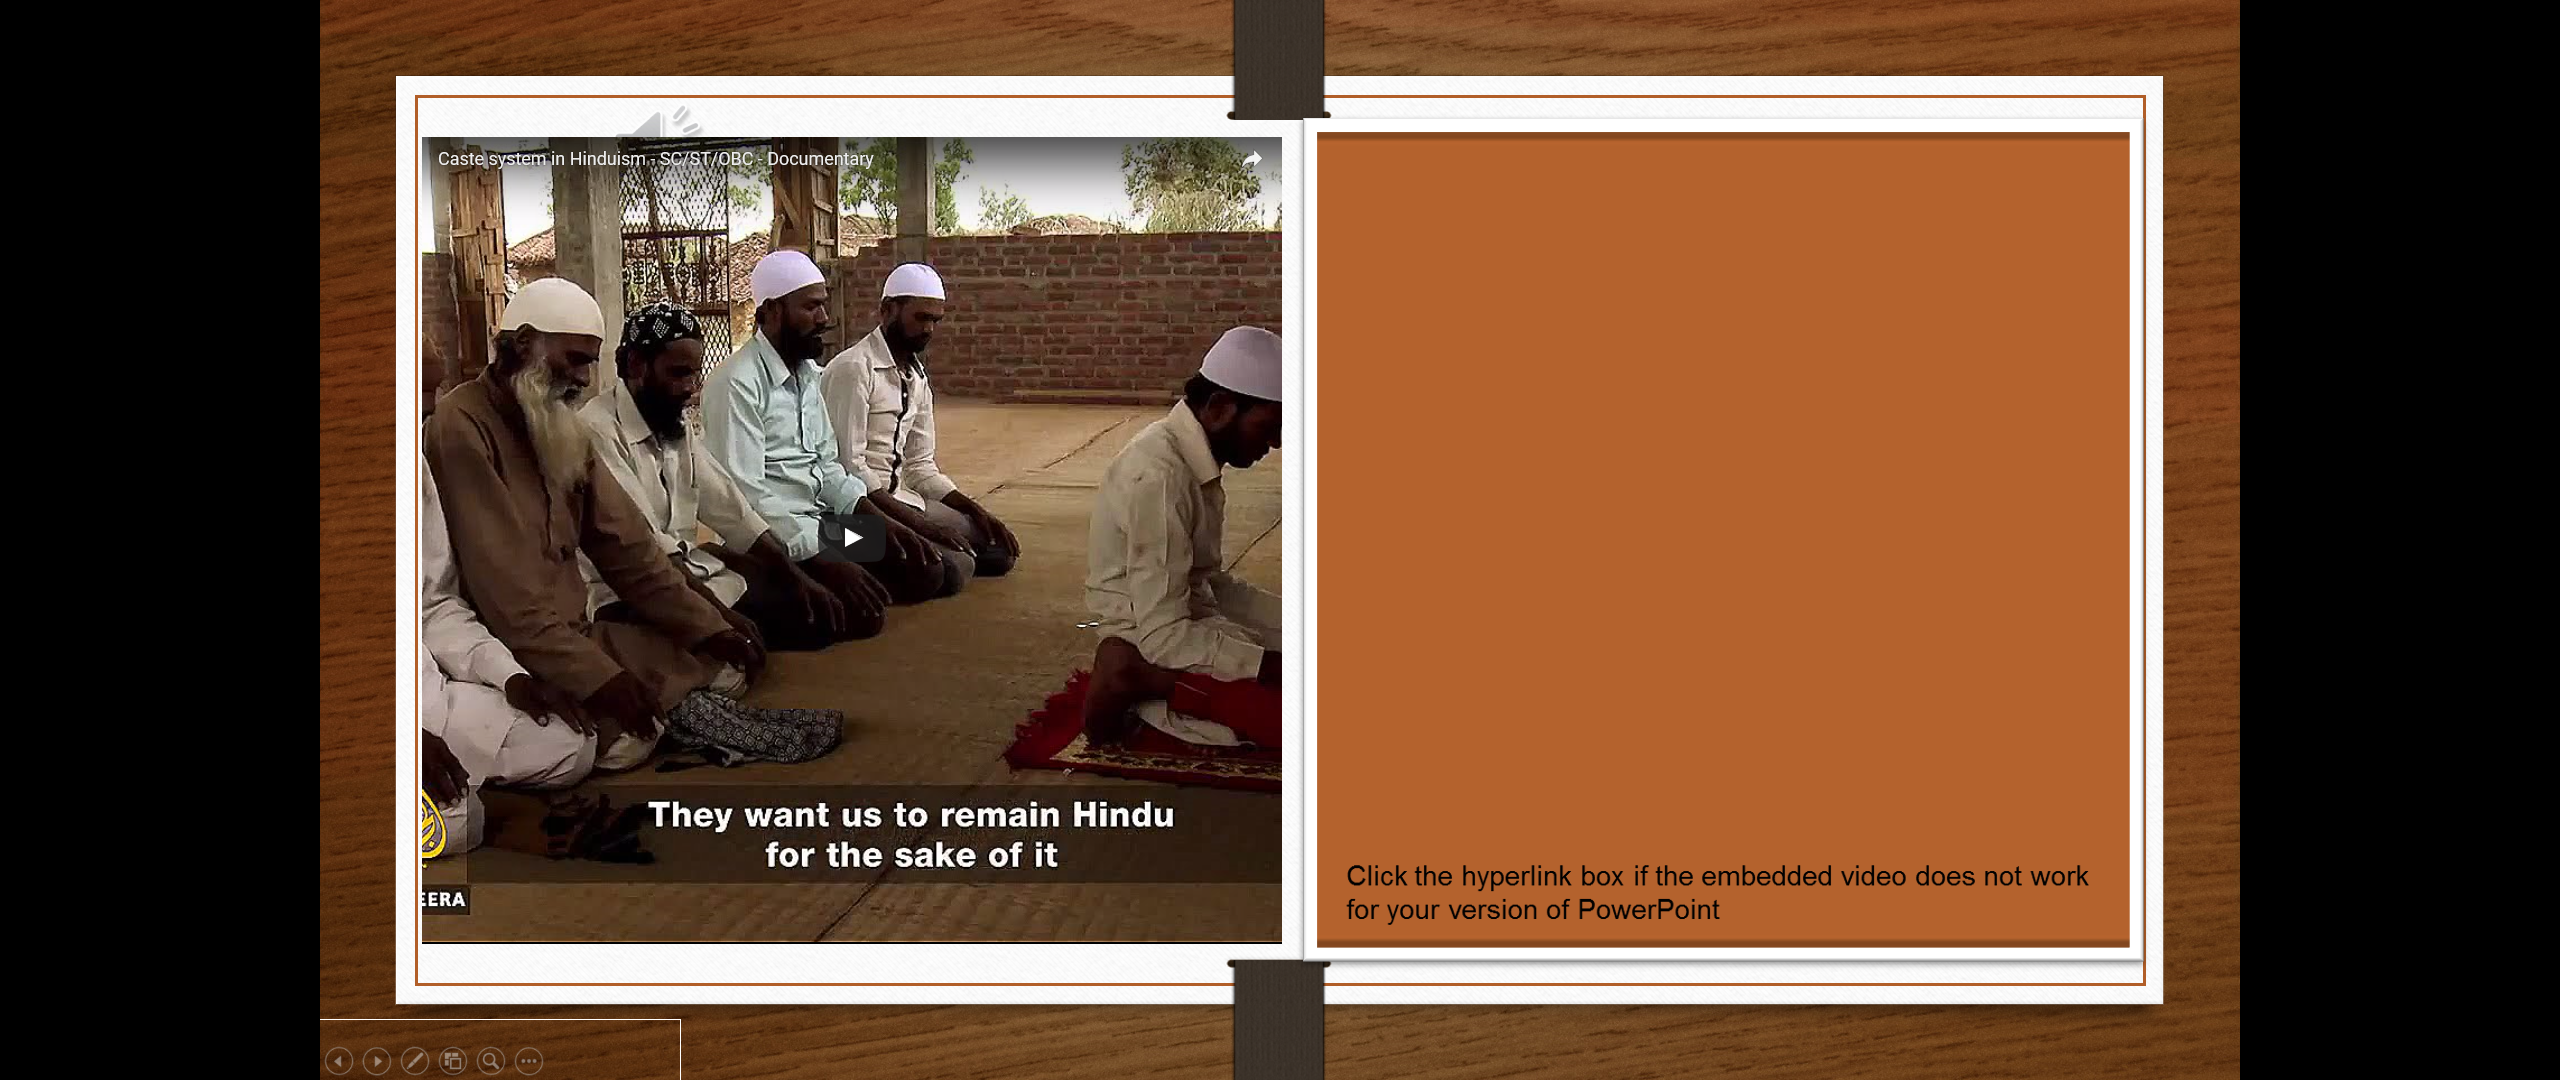 Caste system in Hinduism - SC/ST/OBC - Documentary
They want us to remain Hindu
for the sake of it
EERA
Click the hyperlink box if the embedded video does not work
for your version of PowerPoint